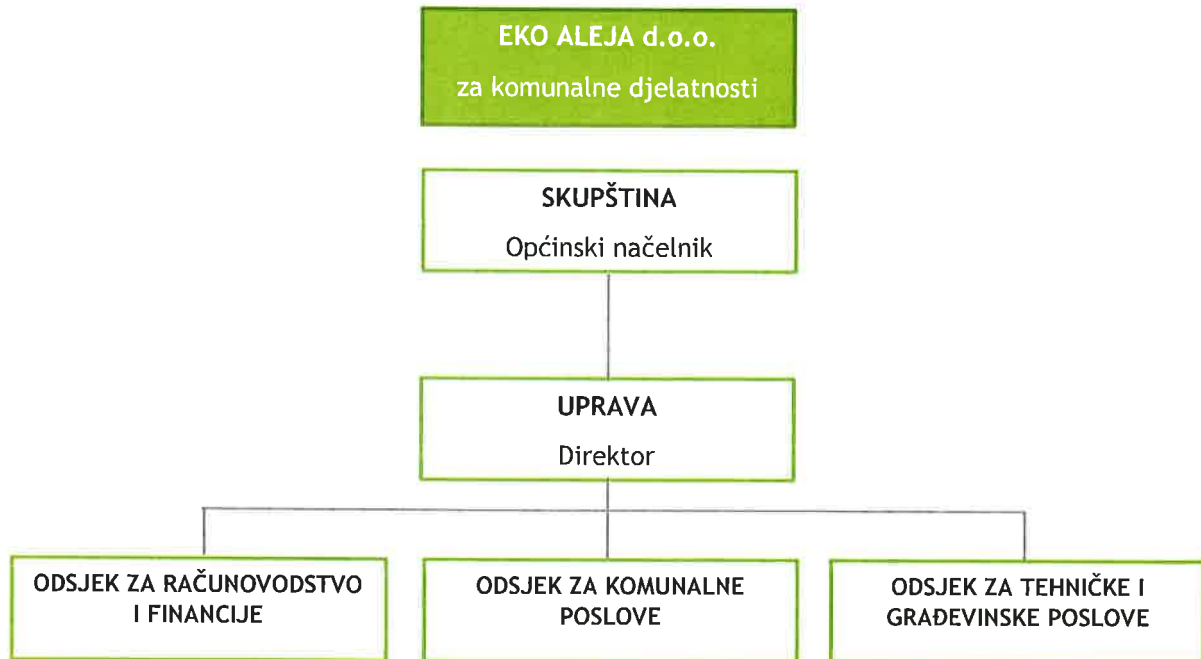 EKO ALEJA d.o.o.
za komunalne djelatnosti
SKUPŠTINA
Općinski načelnik
UPRAVA
Direktor
ODSJEK ZA RAČUNOVODSTVO
I FINANCIJE
ODSJEK ZA KOMUNALNE
POSLOVE
ODSJEK ZA TEHNIČKE I
GRAĐEVINSKE POSLOVE